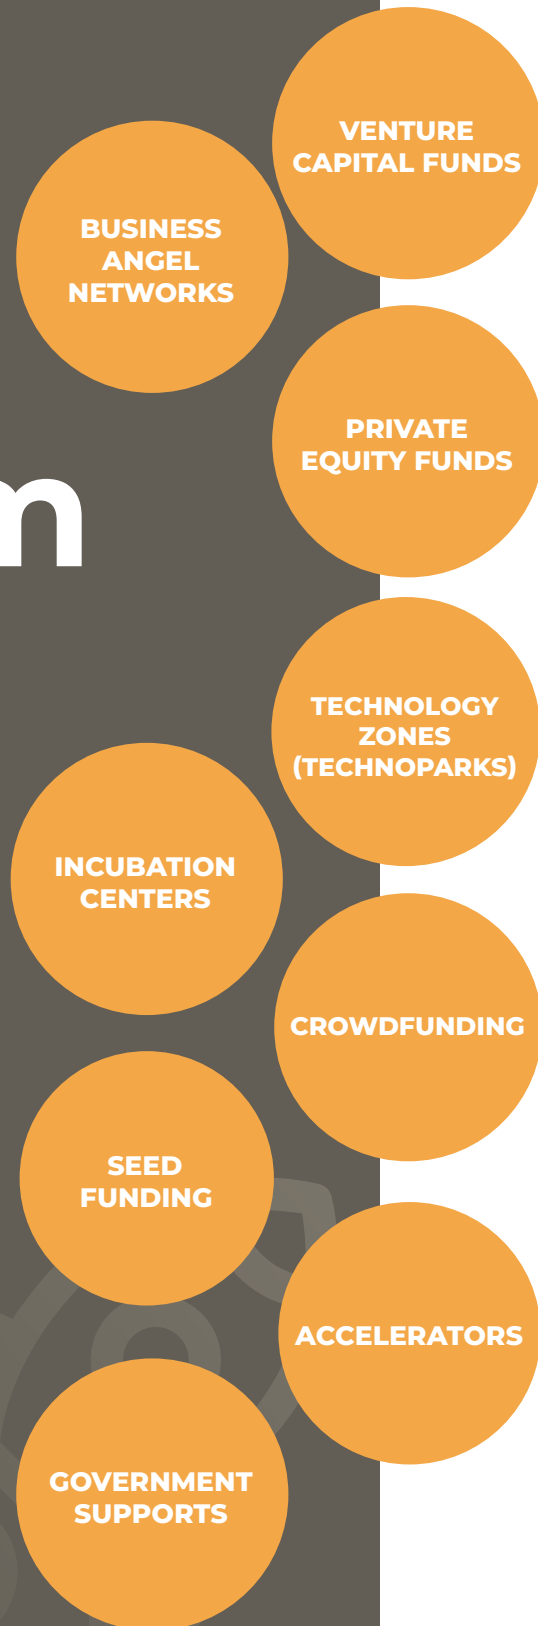 VENTURE
CAPITAL FUNDS
BUSINESS
ANGEL
NETWORKS
PRIVATE
EQUITY FUNDS
m
TECHNOLOGY
ZONES
(TECHNOPARKS)
INCUBATION
CENTERS
CROWDFUNDING
SEED
FUNDING
ACCELERATORS
GOVERNMENT
SUPPORTS